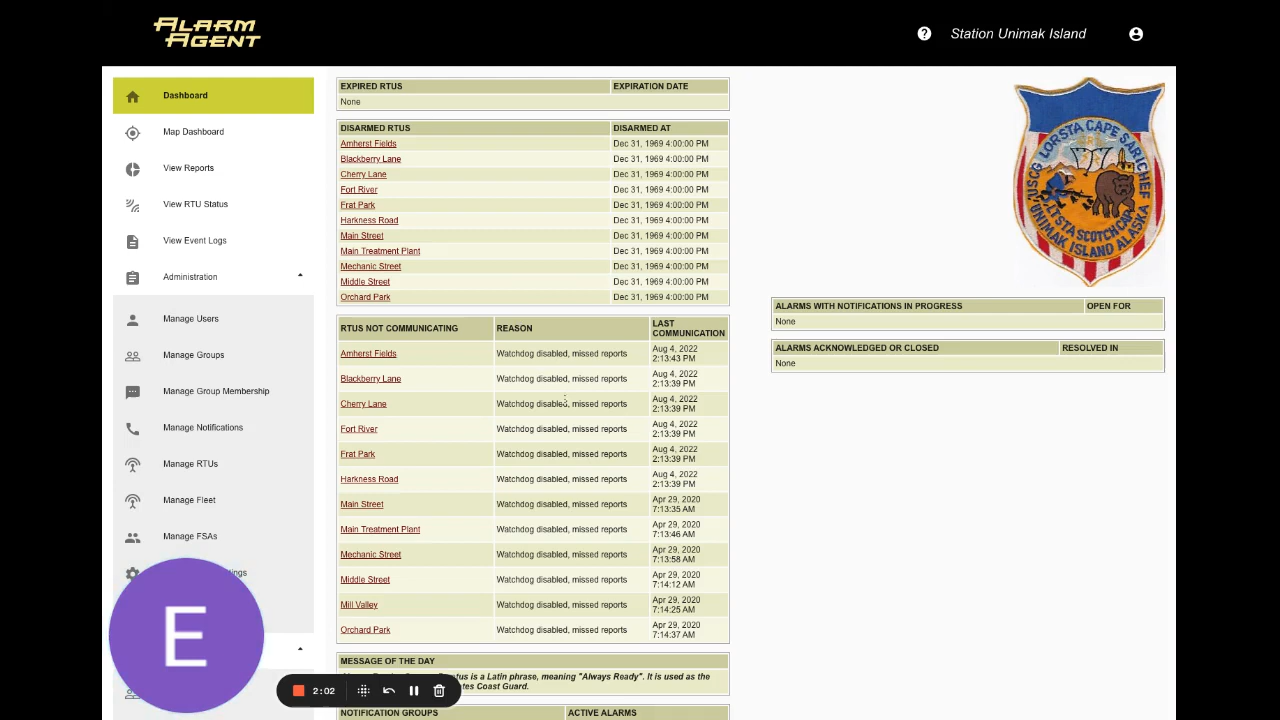 ALARM
AGENT
Station Unimak Island
Dashboard
Map Dashboard
View Reports
View RTU Status
View Event Logs
Administration
Manage Users
Manage Groups
Manage Group Membership
Manage Notifications
Manage RTUs
Manage Fleet
Manage FSAs
E
2:02
EXPIRED RTUS EXPIRATION DATE
None
DISARMED RTUS DISARMED AT
Amherst Fields Dec 31, 1969 4:00:00 PM
Blackberry Lane Dec 31, 1969 4:00:00 PM
Cherry Lane Dec 31, 1969 4:00:00 PM
Fort River Dec 31, 1969 4:00:00 PM
Frat Park Dec 31, 1969 4:00:00 PM
Harkness Road Dec 31, 1969 4:00:00 PM
Main Street Dec 31, 1969 4:00:00 PM
Main Treatment Plant Dec 31, 1969 4:00:00 PM
Mechanic Street Dec 31, 1969 4:00:00 PM
Middle Street Dec 31, 1969 4:00:00 PM
Orchard Park Dec 31, 1969 4:00:00 PM
RTUS NOT COMMUNICATING REASON LAST COMMUNICATION
Amherst Fields Watchdog disabled, missed reports Aug 4, 2022 2:13:43 PM
Blackberry Lane Watchdog disabled, missed reports Aug 4, 2022 2:13:39 PM
Cherry Lane Watchdog disabled, missed reports Aug 4, 2022 2:13:39 PM
Fort River Watchdog disabled, missed reports Aug 4, 2022 2:13:39 PM
Frat Park Watchdog disabled, missed reports Aug 4, 2022 2:13:39 PM
Harkness Road Watchdog disabled, missed reports Aug 4, 2022 2:13:39 PM
Main Street Watchdog disabled, missed reports Apr 29, 2020 7:13:35 AM
Main Treatment Plant Watchdog disabled, missed reports Apr 29, 2020 7:13:46 AM
Mechanic Street Watchdog disabled, missed reports Apr 29, 2020 7:13:58 AM
Middle Street Watchdog disabled, missed reports Apr 29, 2020 7:14:12 AM
Mill Valley Watchdog disabled, missed reports Apr 29, 2020 7:14:25 AM
Orchard Park Watchdog disabled, missed reports Apr 29, 2020 7:14:37 AM
MESSAGE OF THE DAY
is a Latin phrase, meaning "Always Ready". It is used as the
Coast Guard.
NOTIFICATION GROUPS ACTIVE ALARMS
LORSTA CAPE SARICHEF
USCG
UNIMAK ISLAND ALASKA
ALARMS WITH NOTIFICATIONS IN PROGRESS OPEN FOR
None
ALARMS ACKNOWLEDGED OR CLOSED RESOLVED IN
None